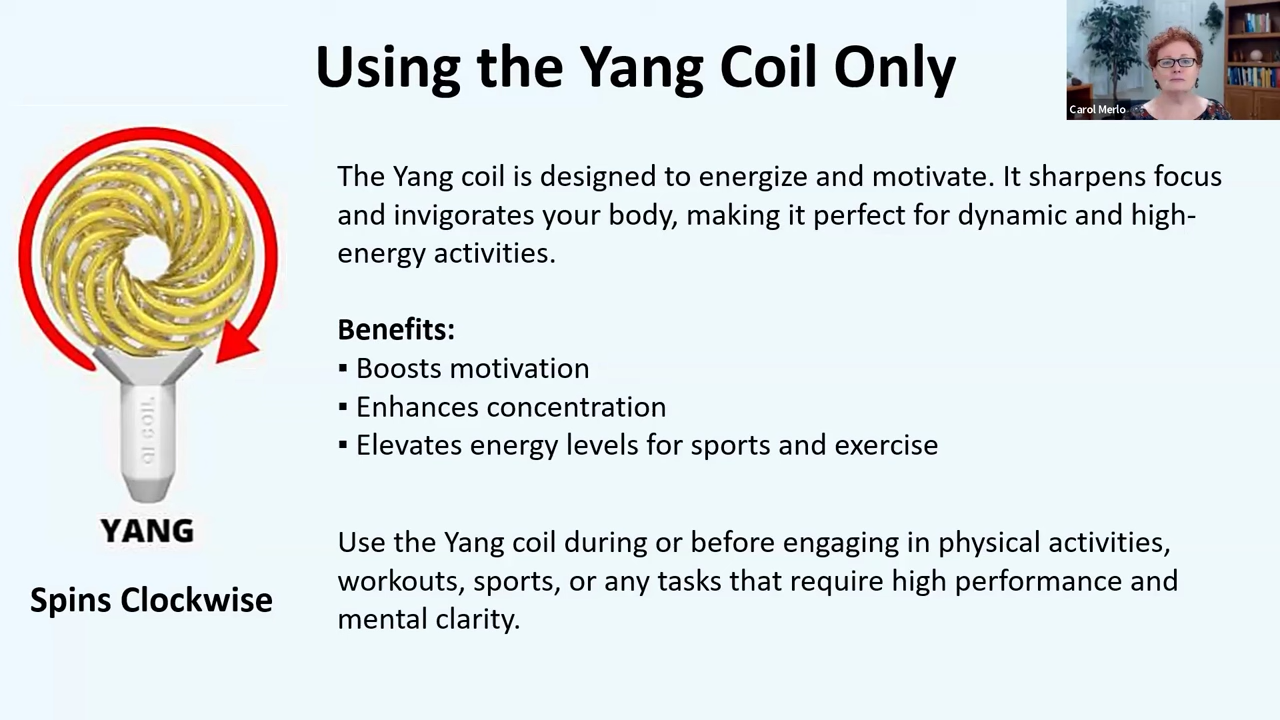 Using the Yang Coil Only
Carol Merlo
The Yang coil is designed to energize and motivate. It sharpens focus
and invigorates your body, making it perfect for dynamic and high-
energy activities.
Benefits:
▪ Boosts motivation
▪ Enhances concentration
▪ Elevates energy levels for sports and exercise
QI COIL
YANG
Spins Clockwise
Use the Yang coil during or before engaging in physical activities,
workouts, sports, or any tasks that require high performance and
mental clarity.